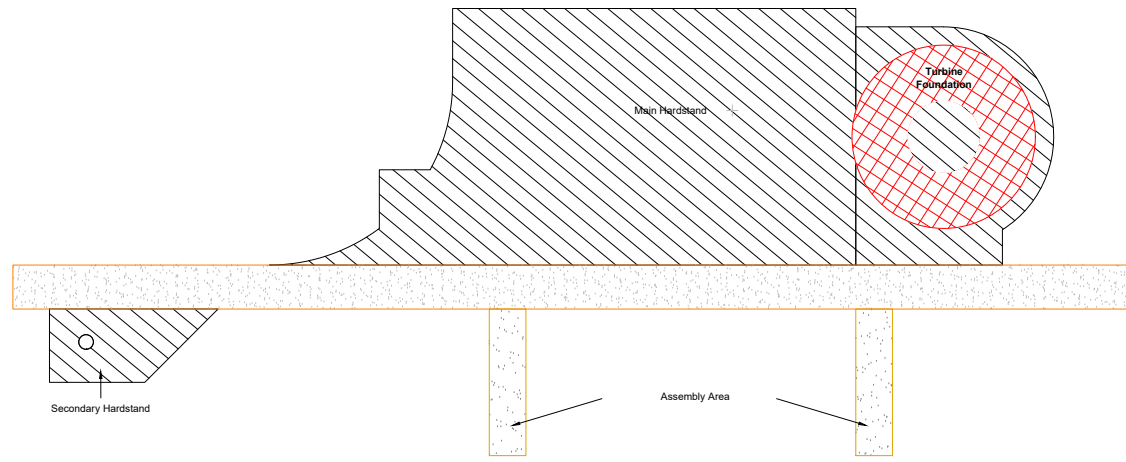 Turbine
Foundation
Main Hardstand
Assembly Area
Secondary Hardstand